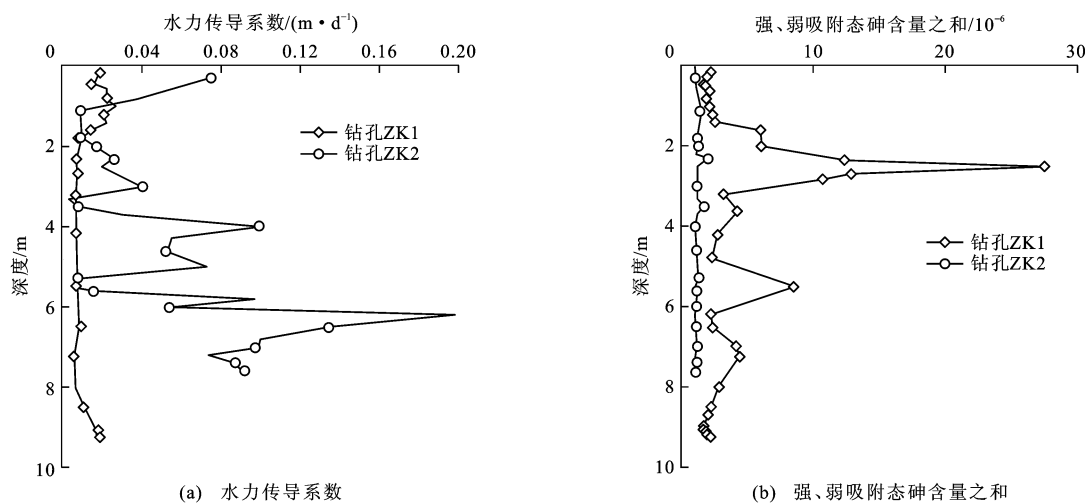 水力传导系数/(m·d⁻¹)
0 0.04 0.08 0.12 0.16 0.20
2
4
6
8
10
深度/m
钻孔ZK1
钻孔ZK2
(a) 水力传导系数
强、弱吸附态砷含量之和/10⁻⁶
0 10 20 30
2
4
6
8
10
深度/m
钻孔ZK1
钻孔ZK2
(b) 强、弱吸附态砷含量之和